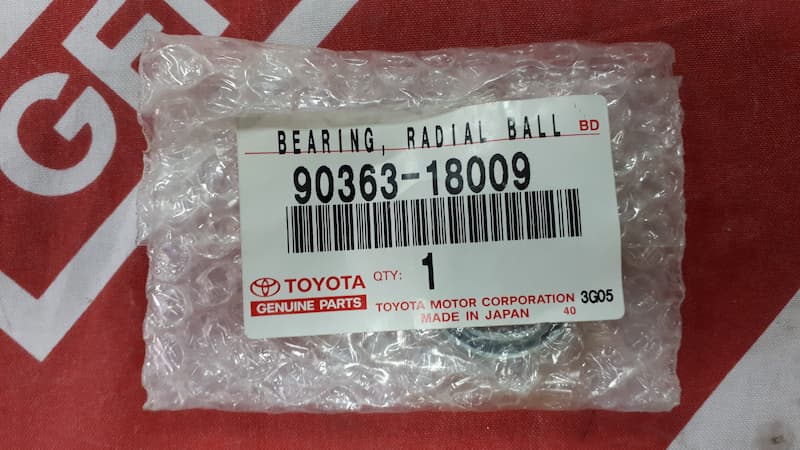 GEN
BEARING, RADIAL BALL BD
90363-18009
TOYOTA QTY: 1
GENUINE PARTS
TOYOTA MOTOR CORPORATION 3G05
MADE IN JAPAN 40